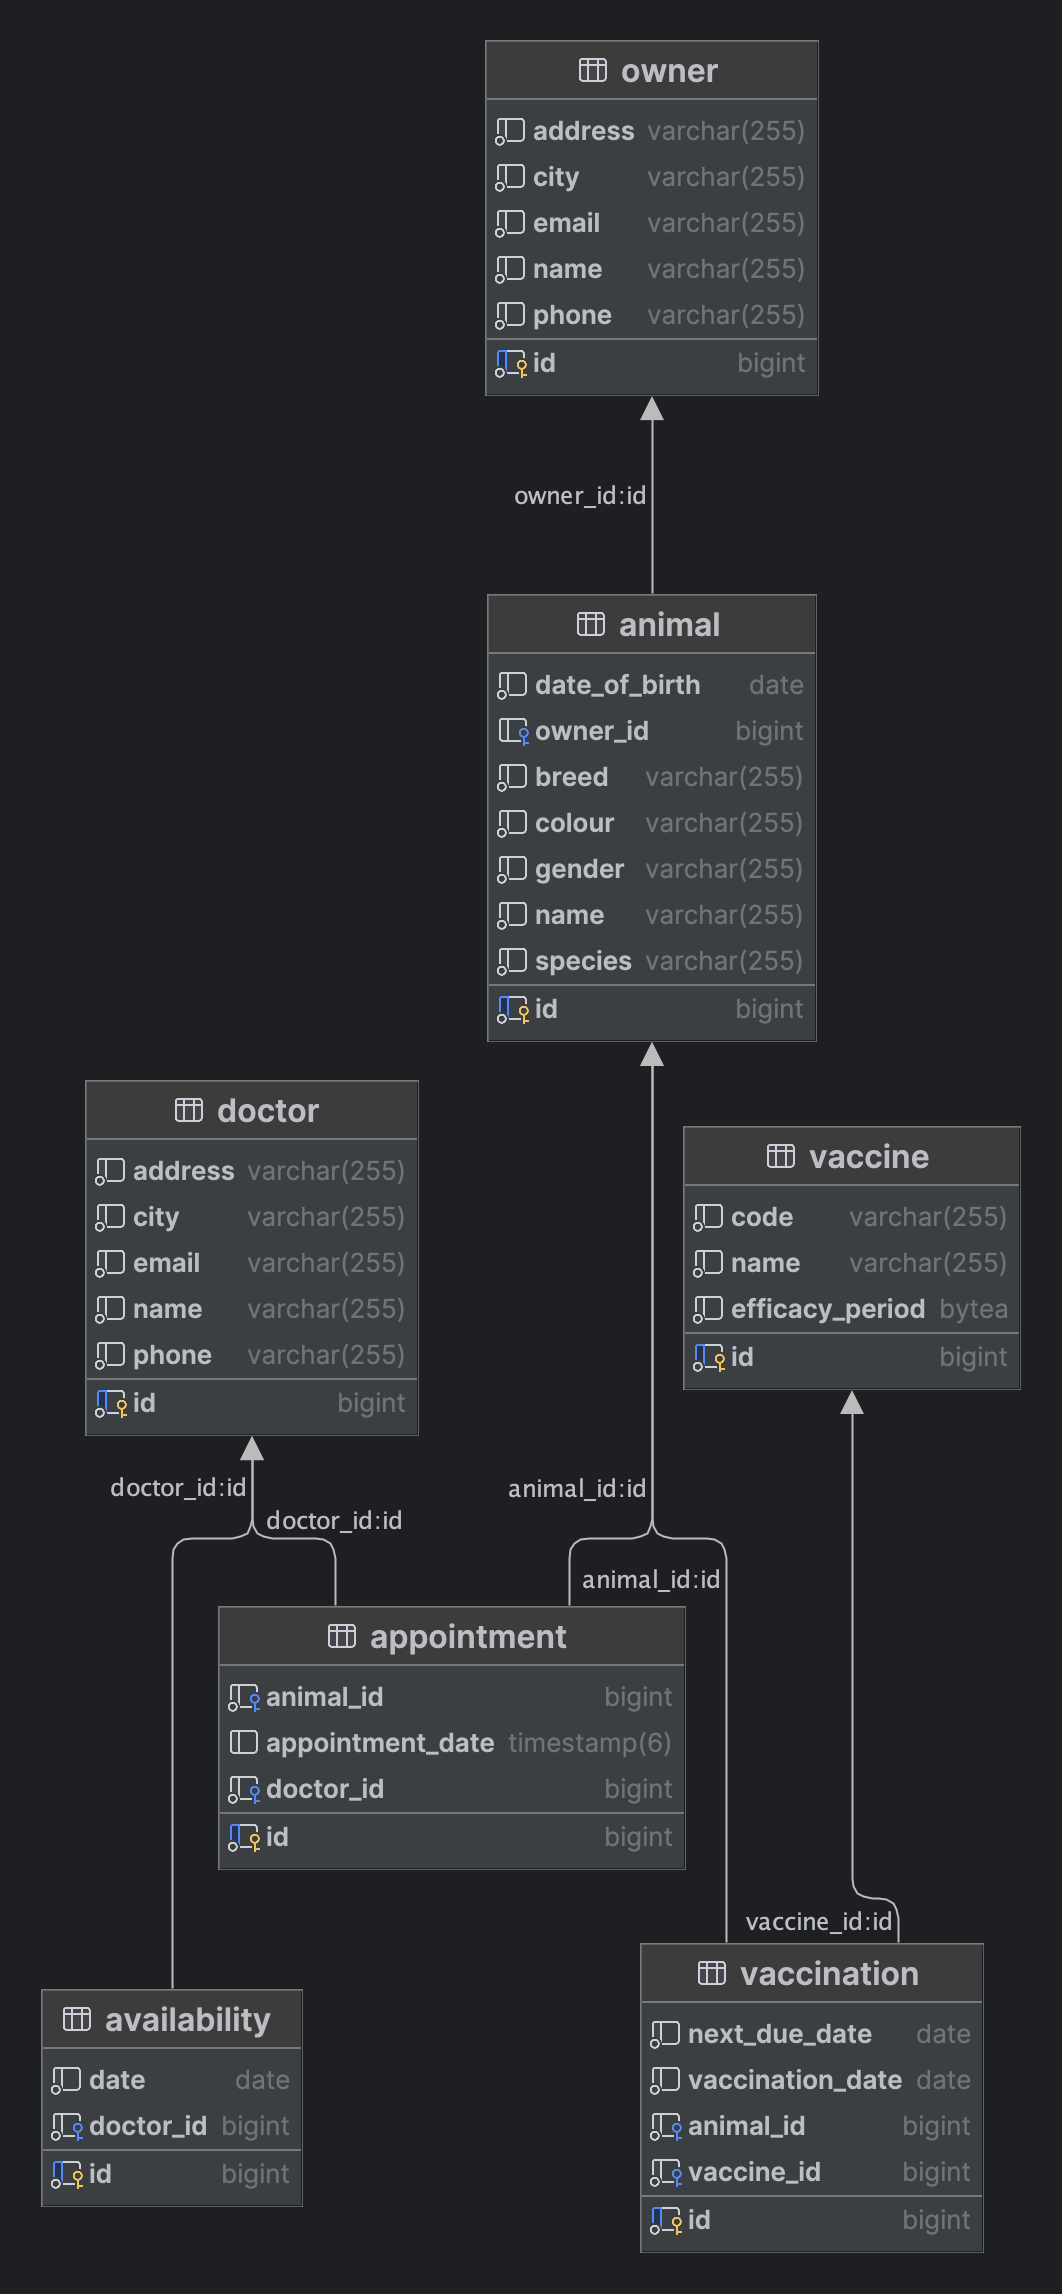 owner
address varchar(255)
city varchar(255)
email varchar(255)
name varchar(255)
phone varchar(255)
id bigint
owner_id:id
animal
date_of_birth date
owner_id bigint
breed varchar(255)
colour varchar(255)
gender varchar(255)
name varchar(255)
species varchar(255)
id bigint
doctor
address varchar(255)
city varchar(255)
email varchar(255)
name varchar(255)
phone varchar(255)
id bigint
vaccine
code varchar(255)
name varchar(255)
efficacy_period bytea
id bigint
doctor_id:id
doctor_id:id
animal_id:id
animal_id:id
appointment
animal_id bigint
appointment_date timestamp(6)
doctor_id bigint
id bigint
vaccine_id:id
availability
date date
doctor_id bigint
id bigint
vaccination
next_due_date date
vaccination_date date
animal_id bigint
vaccine_id bigint
id bigint